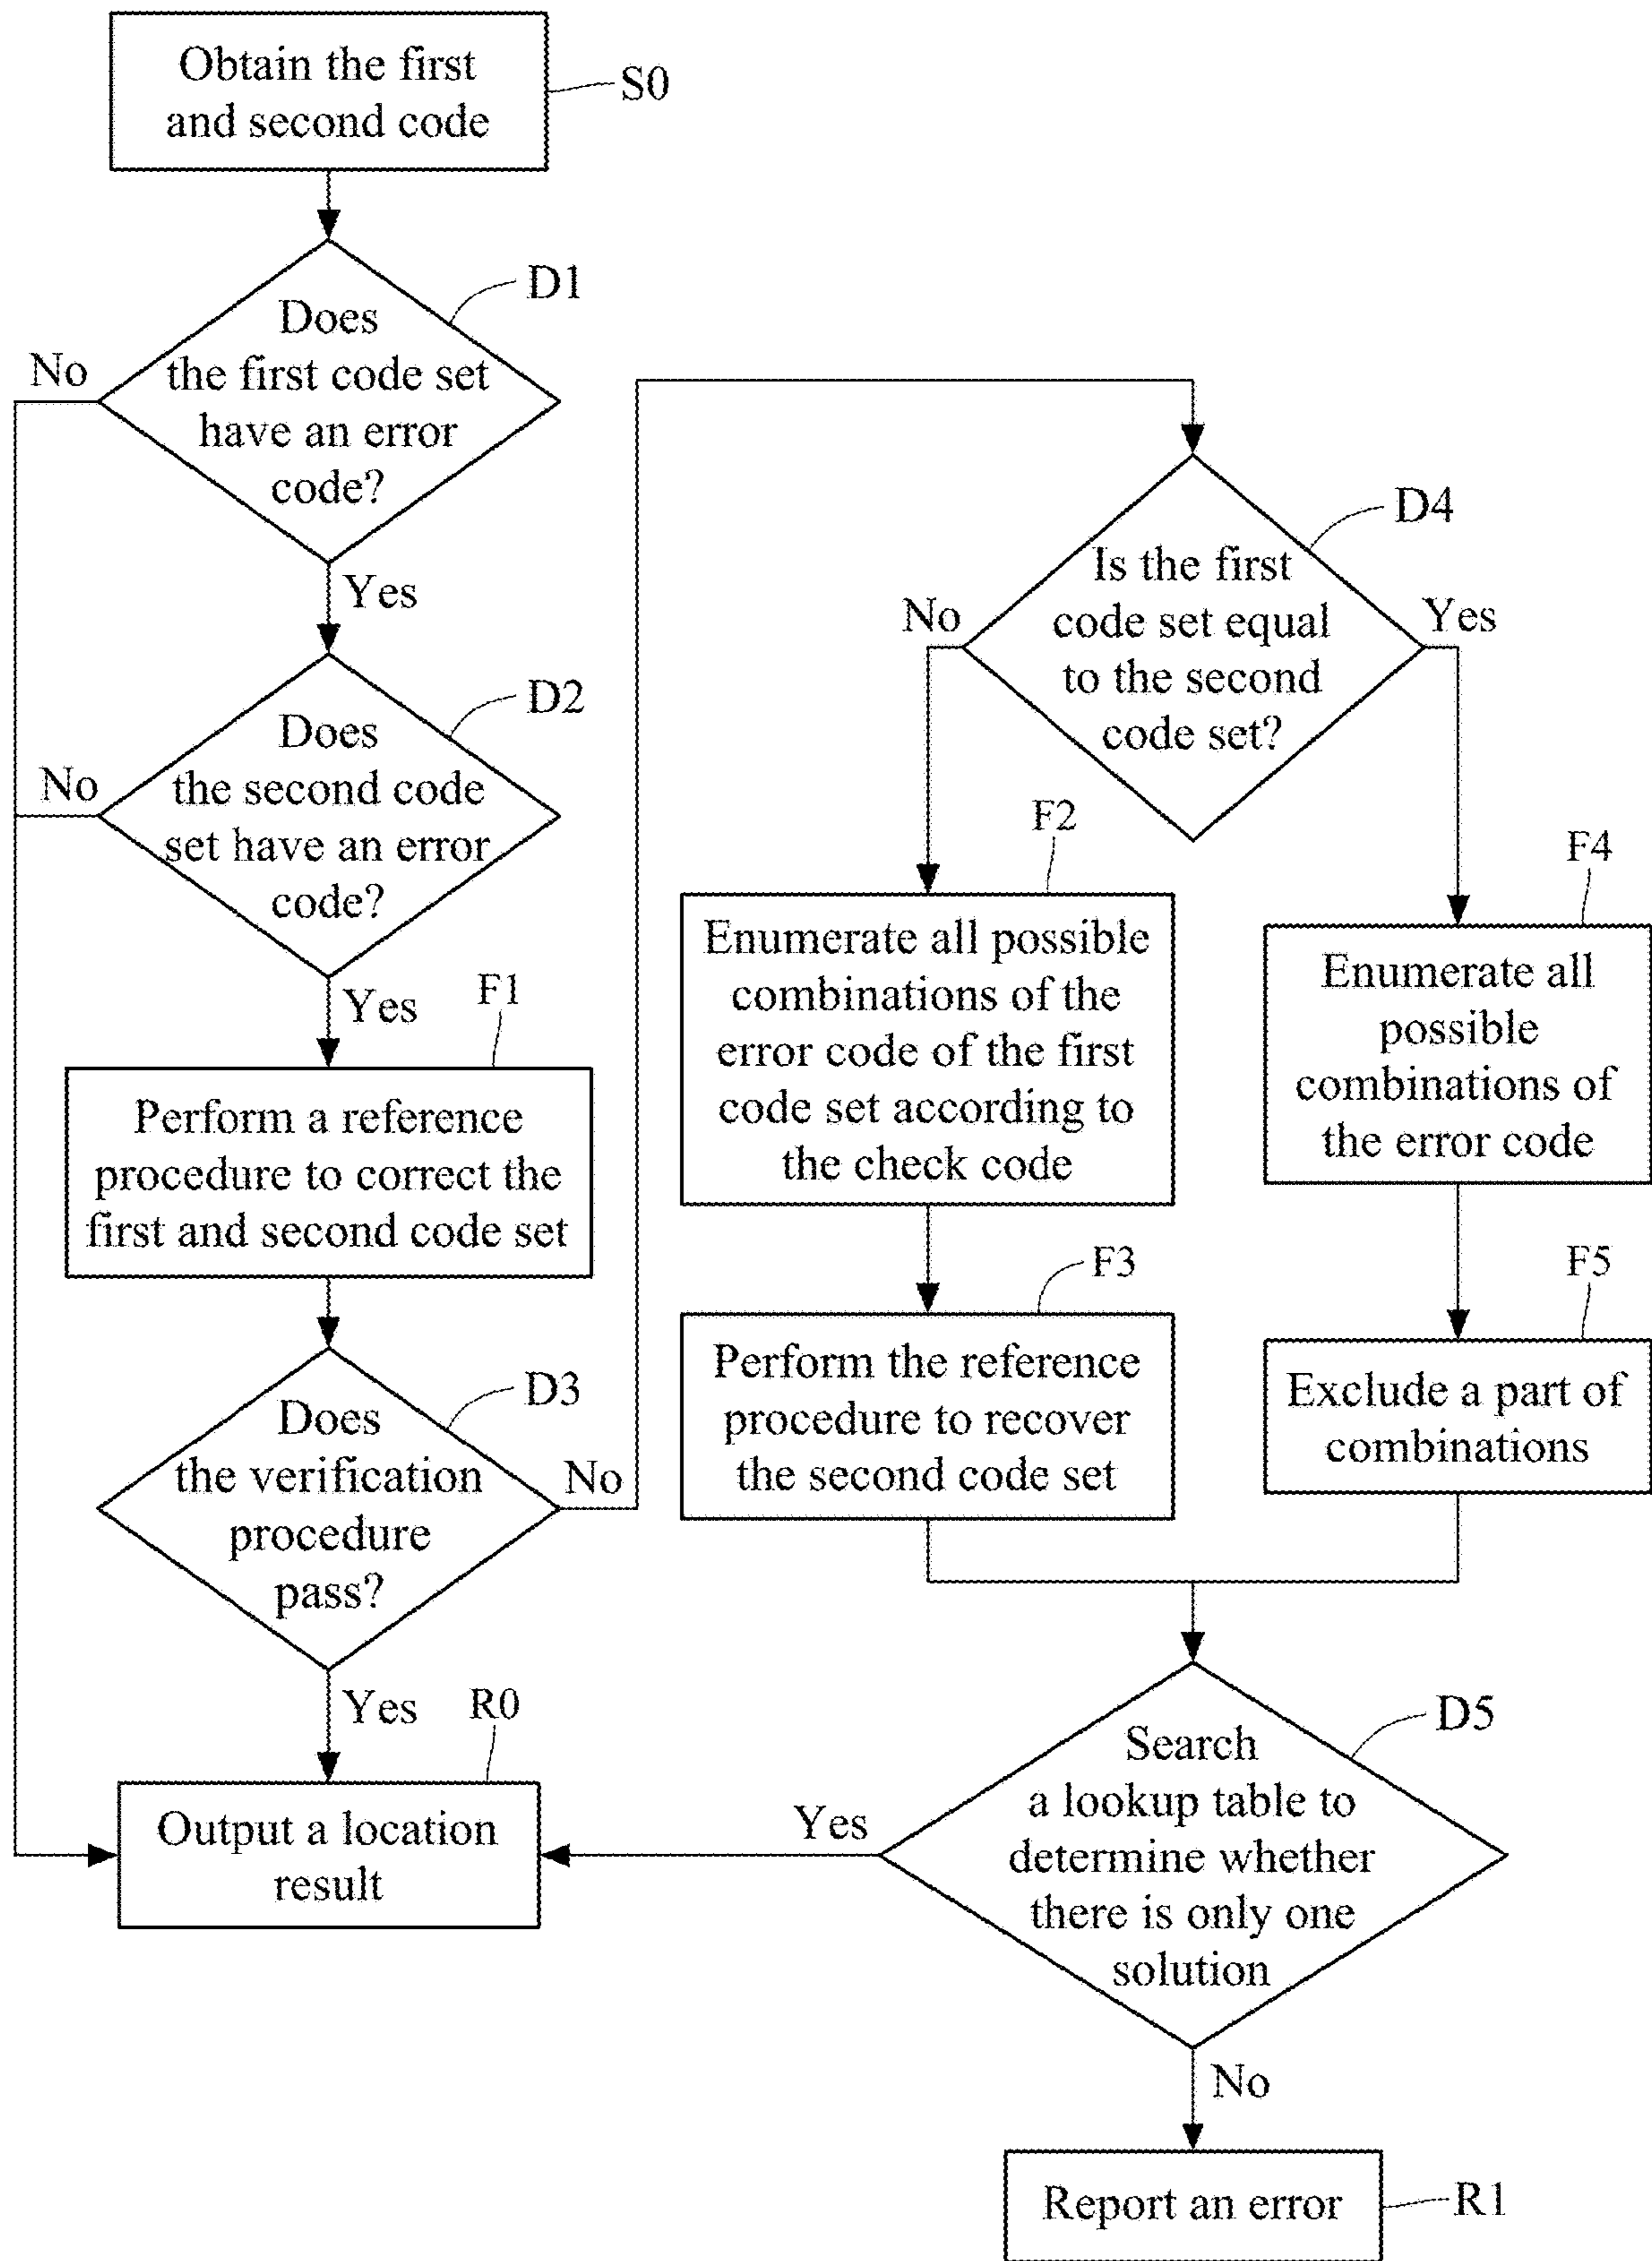 Obtain the first
and second code
S0
D1
Does
the first code set
have an error
code?
No
Yes
D2
Does
the second code
set have an error
code?
No
Yes
F1
Perform a reference
procedure to correct the
first and second code set
D3
Does
the verification
procedure
pass?
No
Yes
R0
Output a location
result
D4
Is the first
code set equal
to the second
code set?
No
Yes
F2
Enumerate all possible
combinations of the
error code of the first
code set according to
the check code
F3
Perform the reference
procedure to recover
the second code set
F4
Enumerate all
possible
combinations of
the error code
F5
Exclude a part of
combinations
D5
Search
a lookup table to
determine whether
there is only one
solution
Yes
No
Report an error
R1